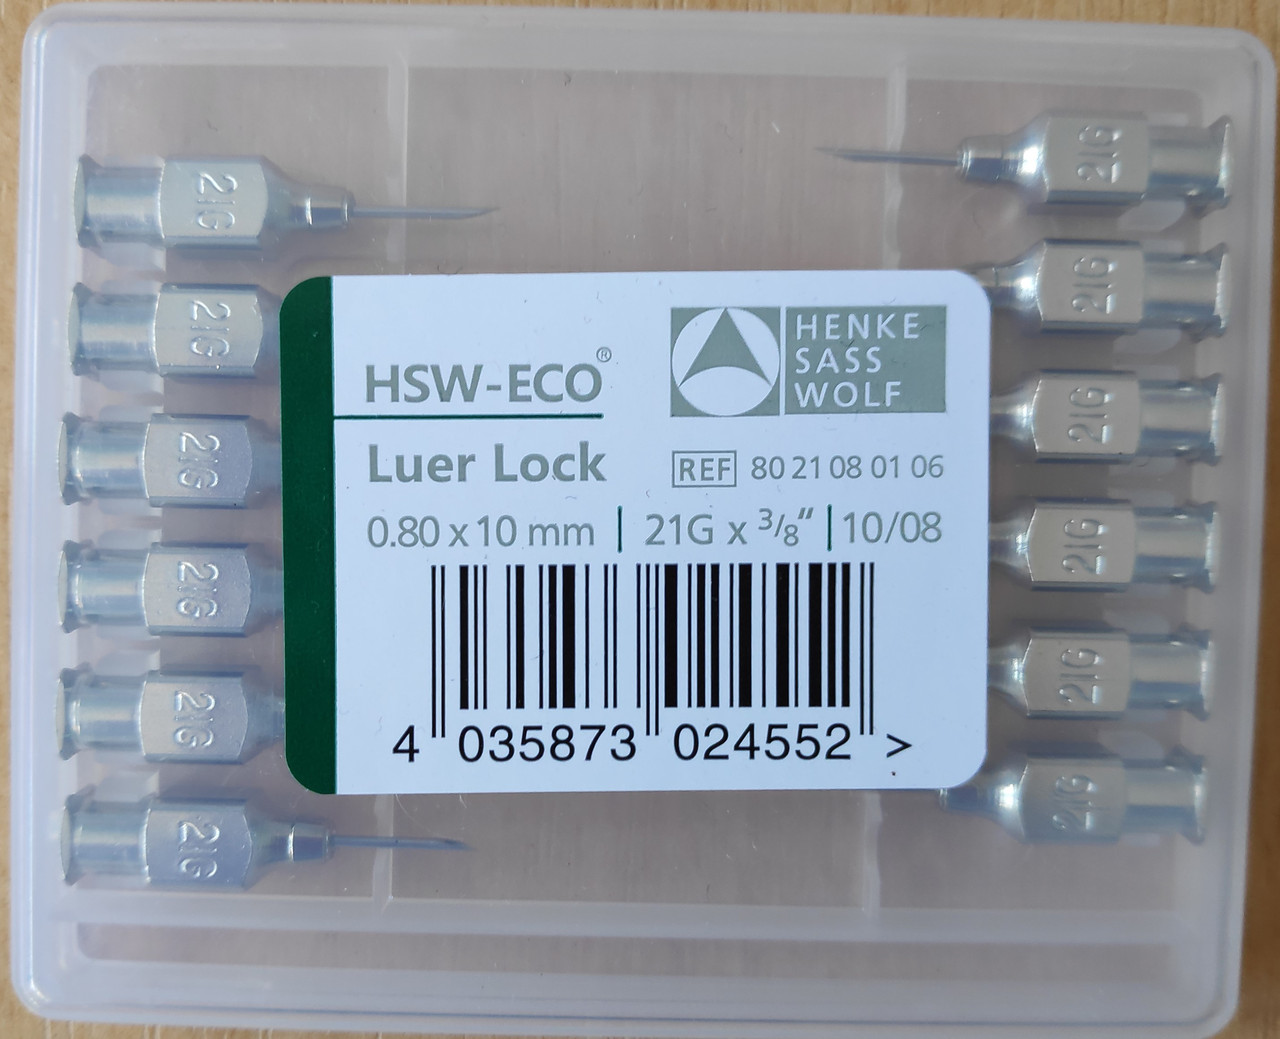 HSW-ECO®
HENKE
SASS
WOLF
Luer Lock
REF 80 21 08 01 06
0.80 x 10 mm | 21G x 3/8" | 10/08
4 035873 024552 >
21G
21G
21G
21G
21G
21G
21G
21G
21G
21G
21G
21G